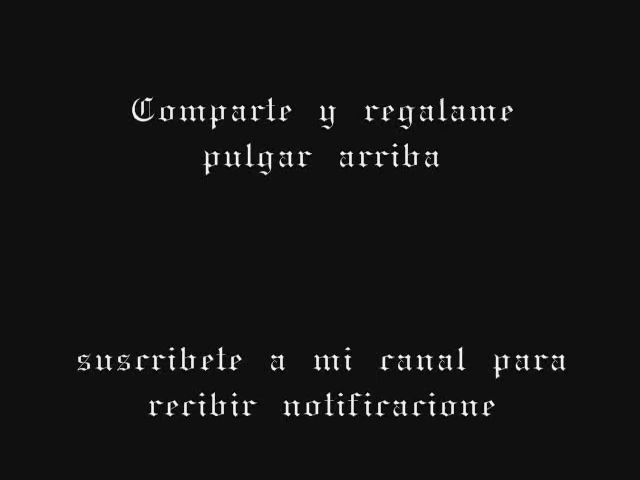 Comparte y regalame
pulgar arriba
suscribete a mi canal para
recibir notificacione